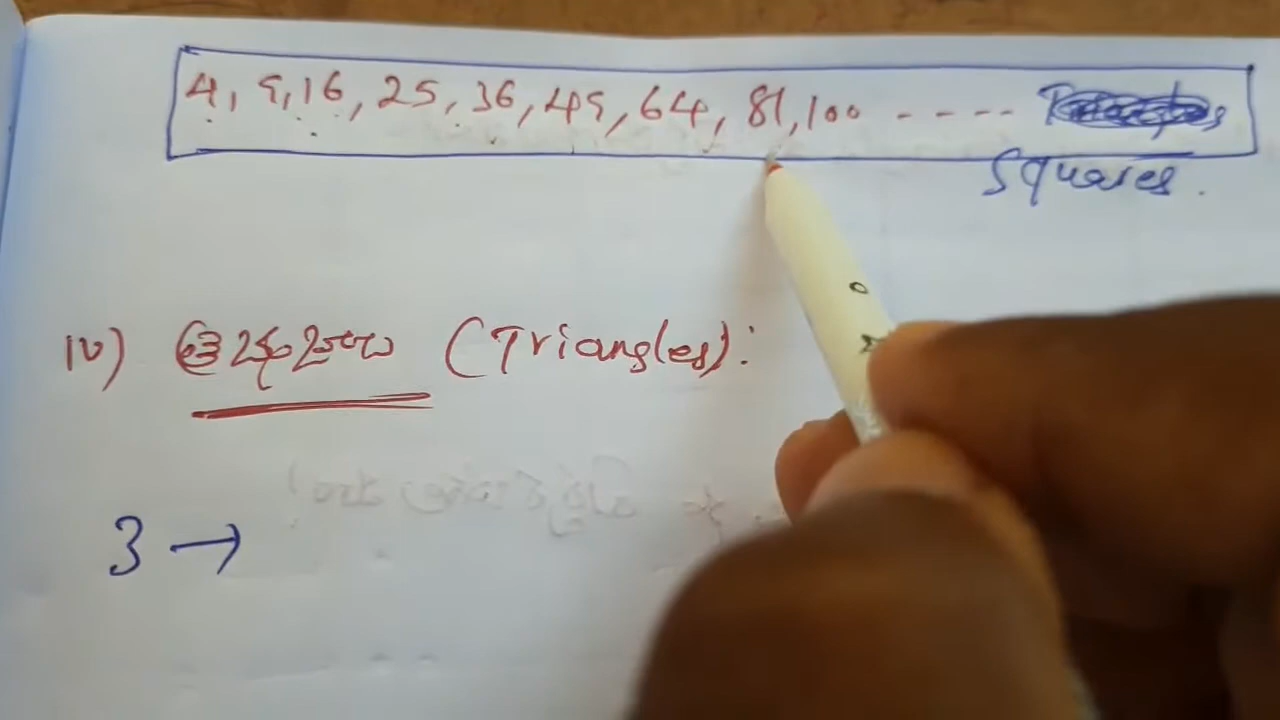 4, 9, 16, 25, 36, 49, 64, 81, 100 - - - -
Squares.
iv) త్రిభుజాలు (Triangles):
3 →